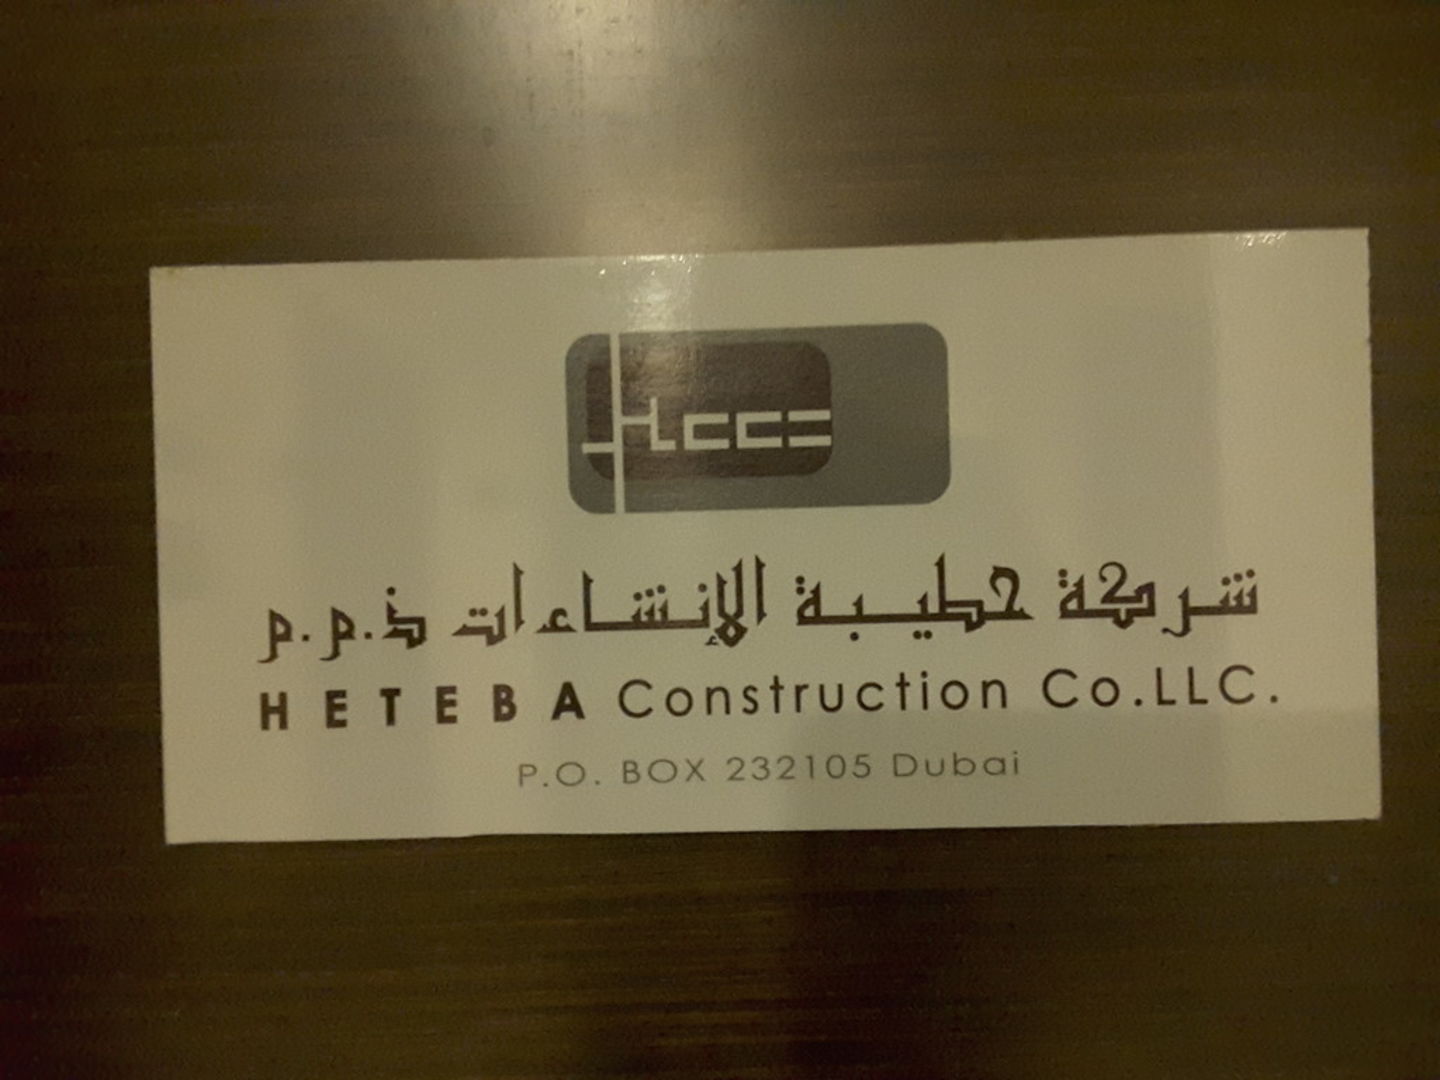 Hccc
شركة حطيبة الإنشاءات ذ.م.م
HETEBA Construction Co.LLC.
P.O. BOX 232105 Dubai